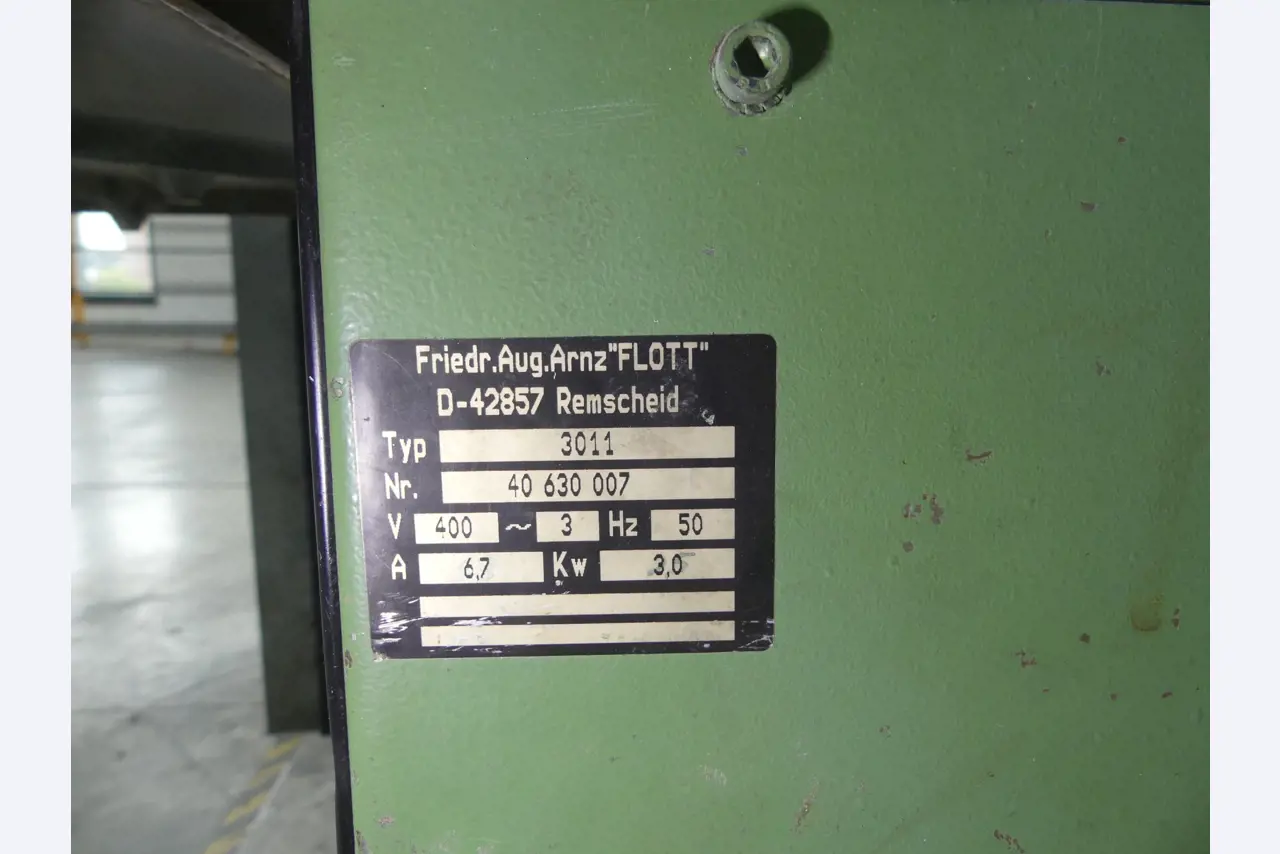 Friedr.Aug.Arnz"FLOTT"
D-42857 Remscheid
Typ 3011
Nr. 40 630 007
V 400 ~ 3 Hz 50
A 6,7 Kw 3,0